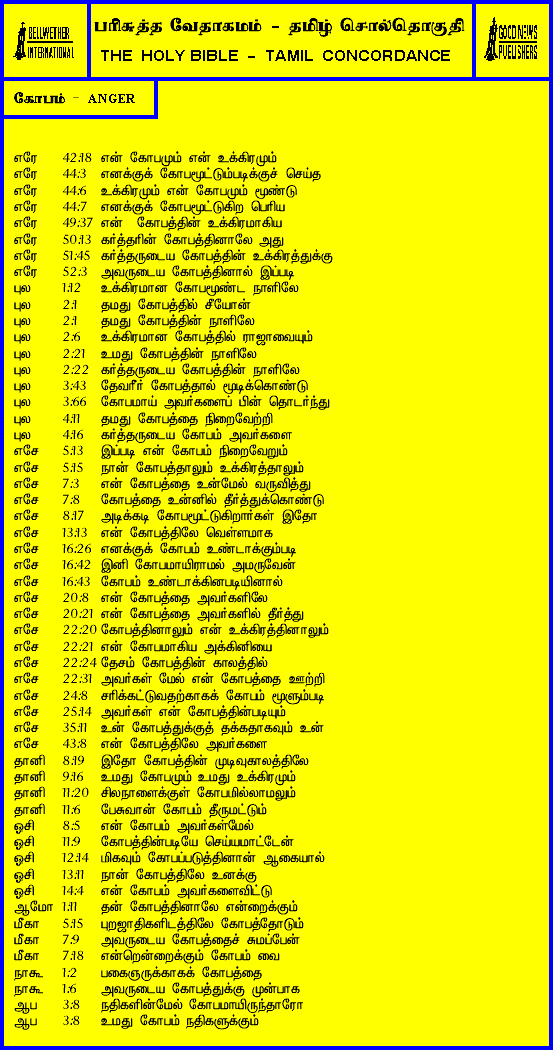 BELLWETHER
INTERNATIONAL
பரிசுத்த வேதாகமம் - தமிழ் சொல்தொகுதி
THE HOLY BIBLE - TAMIL CONCORDANCE
GOOD NEWS
PUBLISHERS
கோபம் - ANGER
எரே 42:18 என் கோபமும் என் உக்கிரமும்
எரே 44:3 எனக்குக் கோபமூட்டும்படிக்குச் செய்த
எரே 44:6 உக்கிரமும் என் கோபமும் மூண்டு
எரே 44:7 எனக்குக் கோபமூட்டுகிற பெரிய
எரே 49:37 என் கோபத்தின் உக்கிரமாகிய
எரே 50:13 கர்த்தரின் கோபத்தினாலே அது
எரே 51:45 கர்த்தருடைய கோபத்தின் உக்கிரத்துக்கு
எரே 52:3 அவருடைய கோபத்தினால் இப்படி
புல 1:12 உக்கிரமான கோபமூண்ட நாளிலே
புல 2:1 தமது கோபத்தில் சீயோன்
புல 2:1 தமது கோபத்தின் நாளிலே
புல 2:6 உக்கிரமான கோபத்தில் ராஜாவையும்
புல 2:21 உமது கோபத்தின் நாளிலே
புல 2:22 கர்த்தருடைய கோபத்தின் நாளிலே
புல 3:43 தேவரீர் கோபத்தால் மூடிக்கொண்டு
புல 3:66 கோபமாய் அவர்களைப் பின் தொடர்ந்து
புல 4:11 தமது கோபத்தை நிறைவேற்றி
புல 4:16 கர்த்தருடைய கோபம் அவர்களை
எசே 5:13 இப்படி என் கோபம் நிறைவேறும்
எசே 5:15 நான் கோபத்தாலும் உக்கிரத்தாலும்
எசே 7:3 என் கோபத்தை உன்மேல் வருவித்து
எசே 7:8 கோபத்தை உன்னில் தீர்த்துக்கொண்டு
எசே 8:17 அடிக்கடி கோபமூட்டுகிறார்கள் இதோ
எசே 13:13 என் கோபத்திலே வெள்ளமாக
எசே 16:26 எனக்குக் கோபம் உண்டாக்கும்படி
எசே 16:42 இனி கோபமாயிராமல் அமருவேன்
எசே 16:43 கோபம் உண்டாக்கினபடியினால்
எசே 20:8 என் கோபத்தை அவர்களிலே
எசே 20:21 என் கோபத்தை அவர்களில் தீர்த்து
எசே 22:20 கோபத்தினாலும் என் உக்கிரத்தினாலும்
எசே 22:21 என் கோபமாகிய அக்கினியை
எசே 22:24 தேசம் கோபத்தின் காலத்தில்
எசே 22:31 அவர்கள் மேல் என் கோபத்தை ஊற்றி
எசே 24:8 சரிக்கட்டுவதற்காகக் கோபம் மூளும்படி
எசே 25:14 அவர்கள் என் கோபத்தின்படியும்
எசே 35:11 உன் கோபத்துக்குத் தக்கதாகவும் உன்
எசே 43:8 என் கோபத்திலே அவர்களை
தானி 8:19 இதோ கோபத்தின் முடிவுகாலத்திலே
தானி 9:16 உமது கோபமும் உமது உக்கிரமும்
தானி 11:20 சிலநாளைக்குள் கோபமில்லாமலும்
தானி 11:6 பேசுவான் கோபம் தீருமட்டும்
ஓசி 8:5 என் கோபம் அவர்கள்மேல்
ஓசி 11:9 கோபத்தின்படியே செய்யமாட்டேன்
ஓசி 12:14 மிகவும் கோபப்படுத்தினான் ஆகையால்
ஓசி 13:11 நான் கோபத்திலே உனக்கு
ஓசி 14:4 என் கோபம் அவர்களைவிட்டு
ஆமோ 1:11 தன் கோபத்தினாலே என்றைக்கும்
மீகா 5:15 புறஜாதிகளிடத்திலே கோபத்தோடும்
மீகா 7:9 அவருடைய கோபத்தைச் சுமப்பேன்
மீகா 7:18 என்றென்றைக்கும் கோபம் வை
நாகூ 1:2 பகைஞருக்காகக் கோபத்தை
நாகூ 1:6 அவருடைய கோபத்துக்கு முன்பாக
ஆப 3:8 நதிகளின்மேல் கோபமாயிருந்தாரோ
ஆப 3:8 உமது கோபம் நதிகளுக்கும்